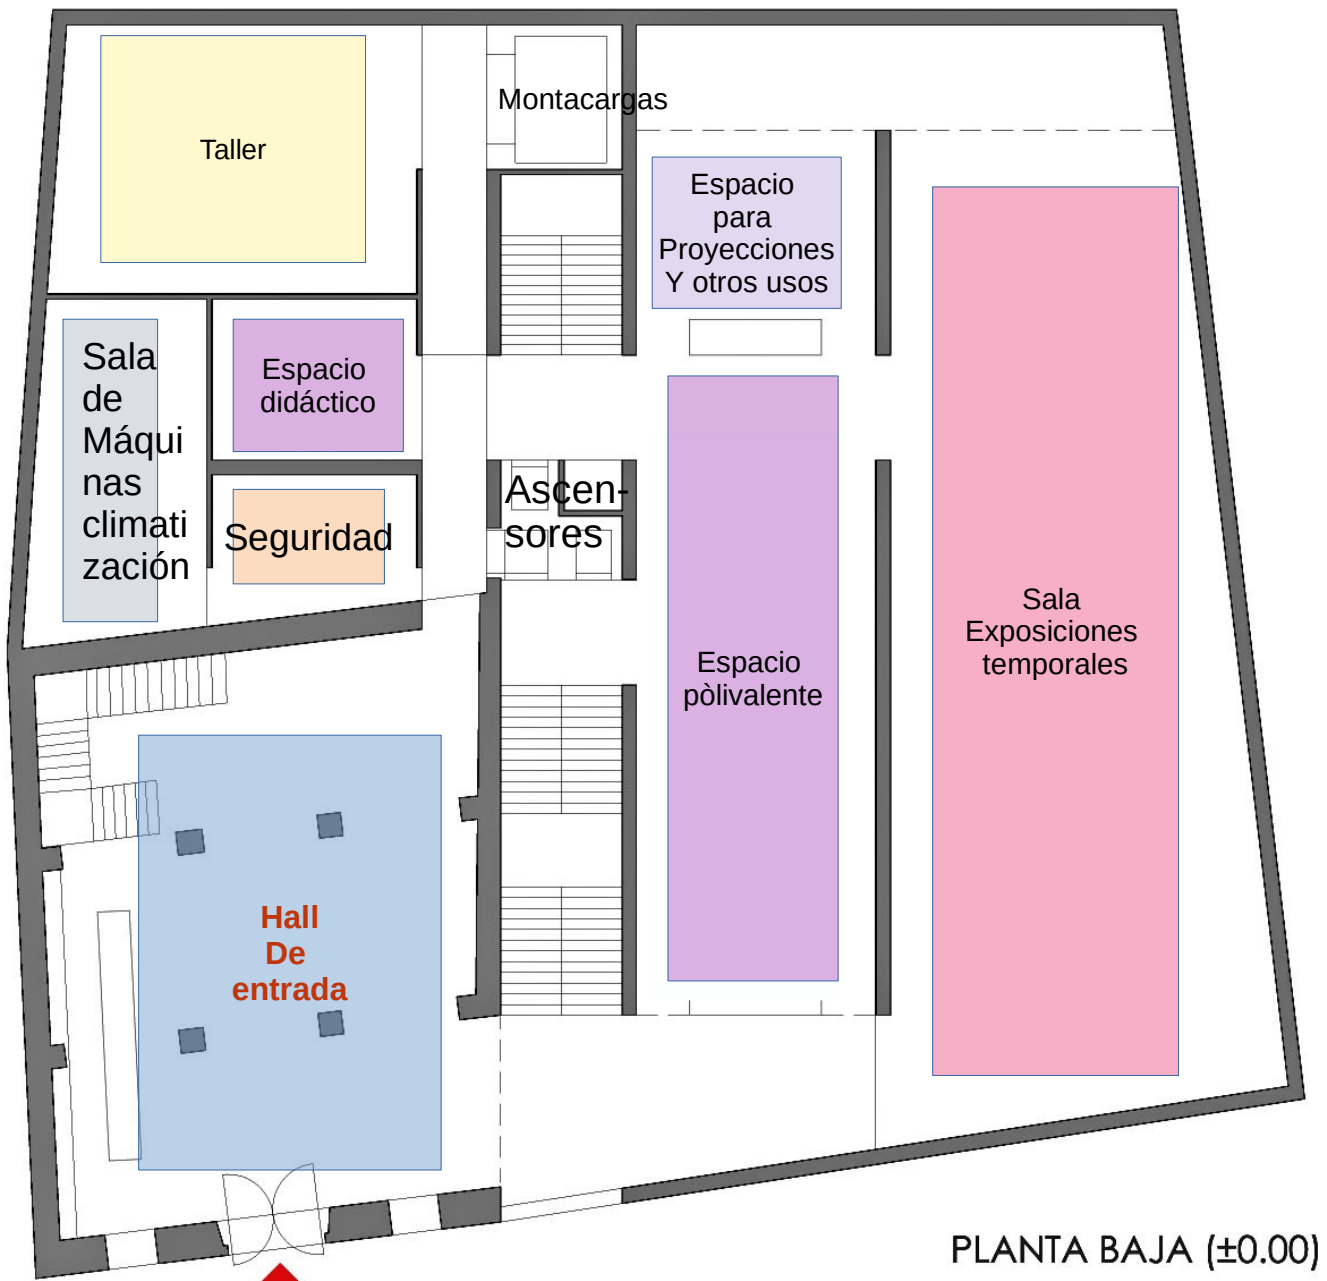 Montacargas
Taller
Espacio
para
Proyecciones
Y otros usos
Sala
de
Máqui
nas
climati
zación
Espacio
didáctico
Ascen-
sores
Seguridad
Sala
Exposiciones
temporales
Espacio
pòlivalente
Hall
De
entrada
PLANTA BAJA (±0.00)